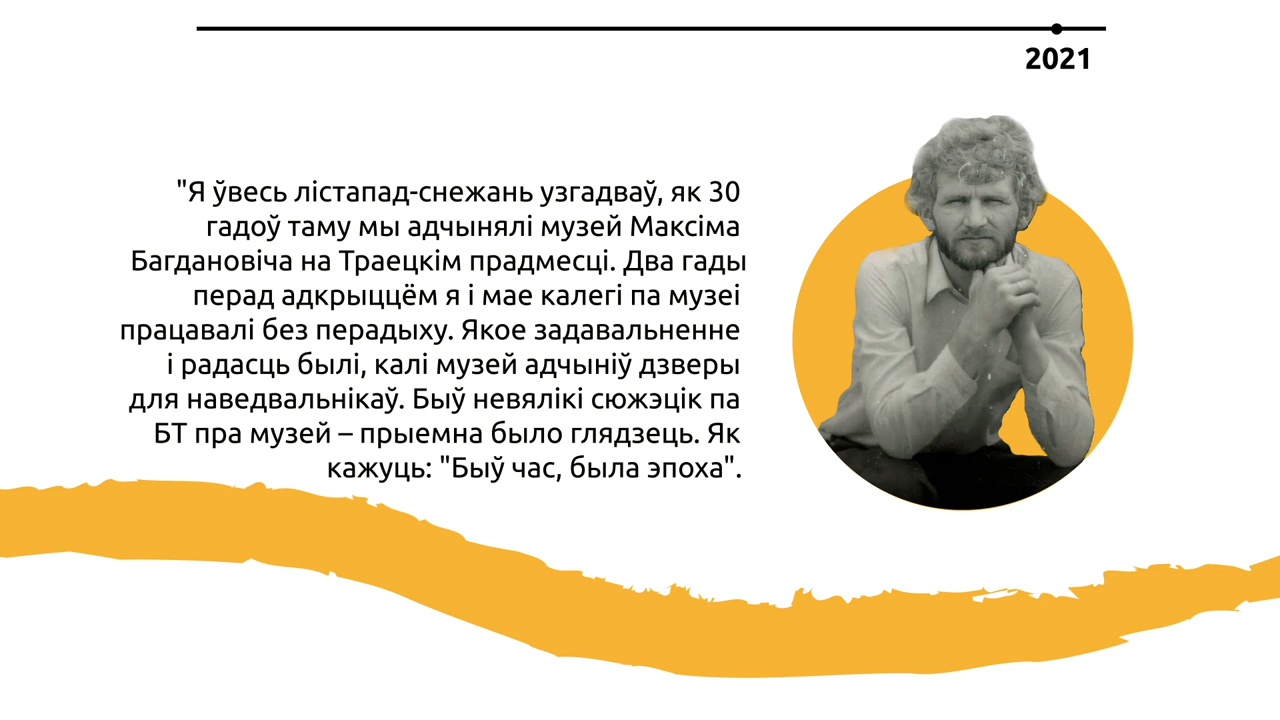 2021
"Я ўвесь лістапад-снежань узгадваў, як 30
гадоў таму мы адчынялі музей Максіма
Багдановіча на Траецкім прадмесці. Два гады
перад адкрыццём я і мае калегі па музеі
працавалі без перадыху. Якое задавальненне
і радасць былі, калі музей адчыніў дзверы
для наведвальнікаў. Быў невялікі сюжэцік па
БТ пра музей – прыемна было глядзець. Як
кажуць: "Быў час, была эпоха".